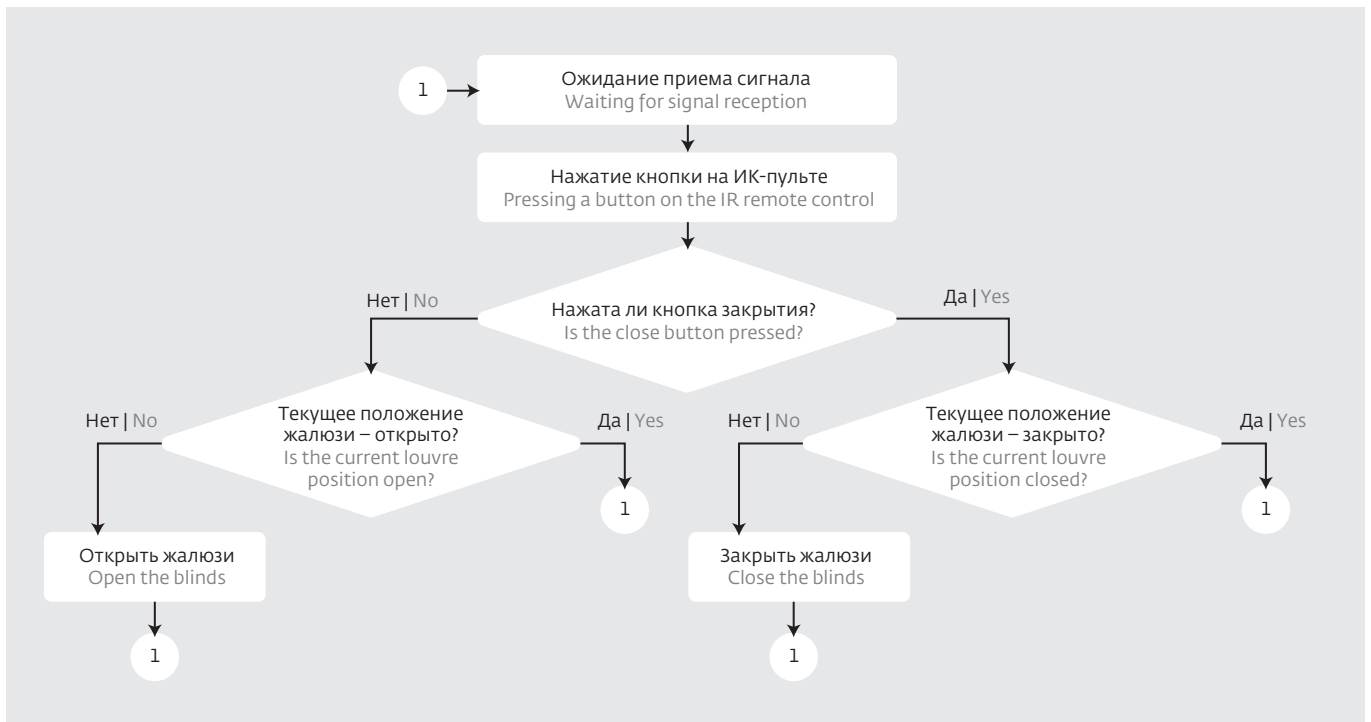 1
Ожидание приема сигнала
Waiting for signal reception
Нажатие кнопки на ИК-пульте
Pressing a button on the IR remote control
Нет | No
Нажата ли кнопка закрытия?
Is the close button pressed?
Да | Yes
Нет | No
Текущее положение
жалюзи – открыто?
Is the current louvre
position open?
Да | Yes
1
Нет | No
Текущее положение
жалюзи – закрыто?
Is the current louvre
position closed?
Да | Yes
1
Открыть жалюзи
Open the blinds
1
Закрыть жалюзи
Close the blinds
1